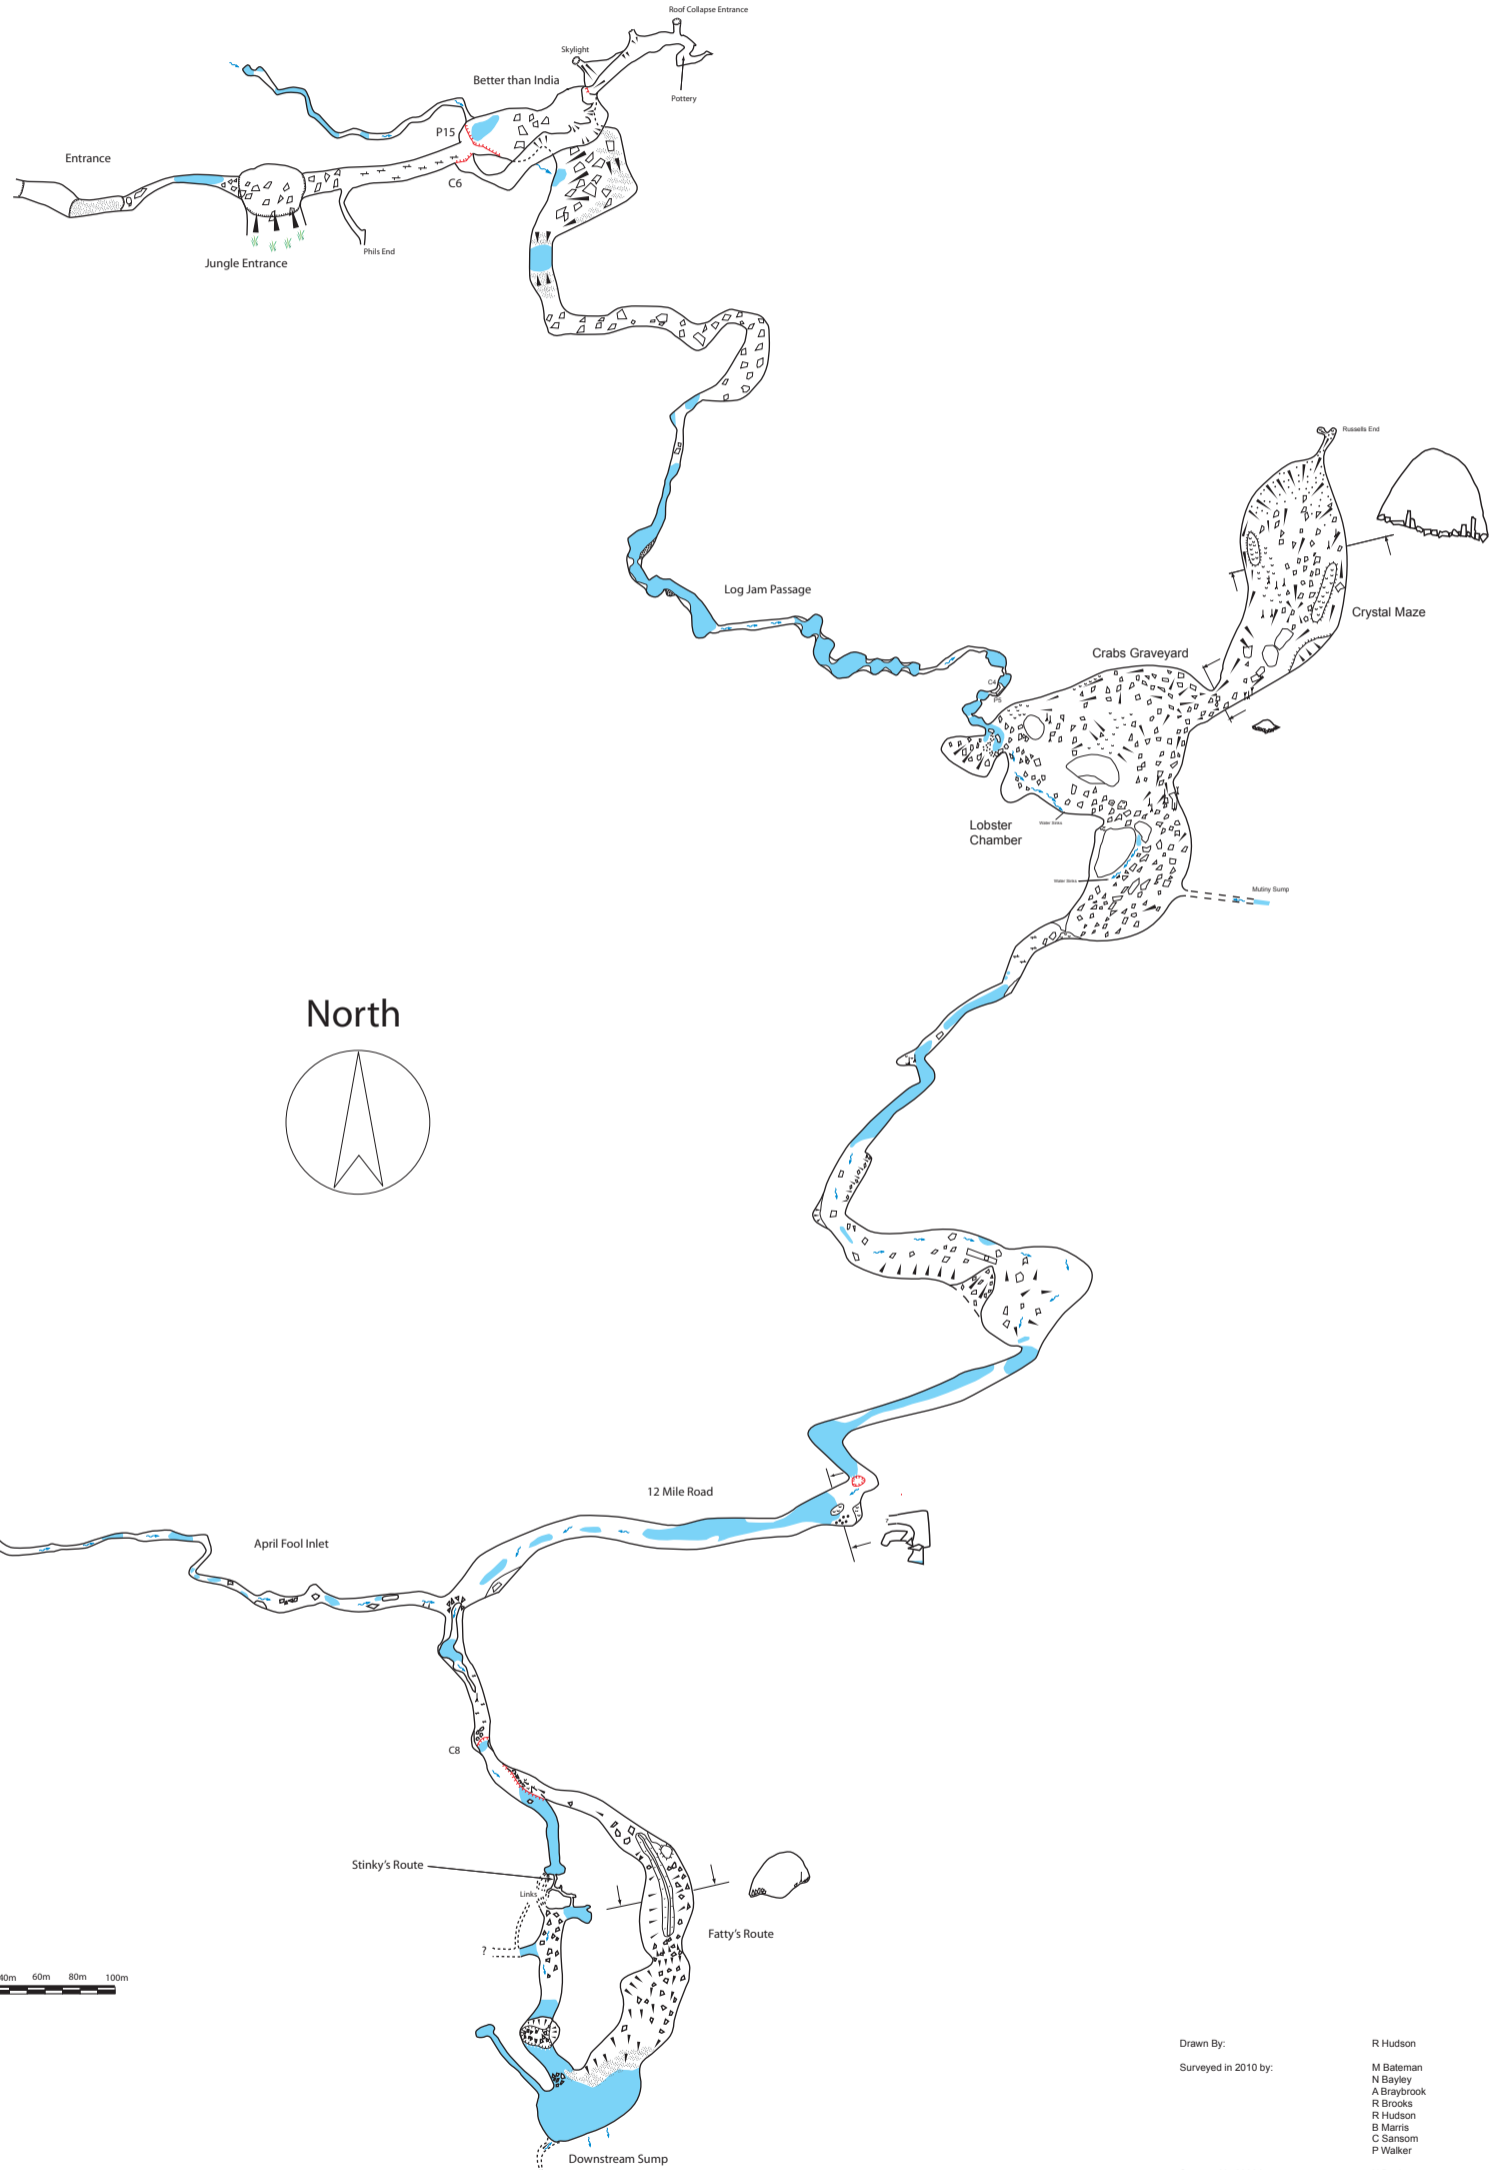 Roof Collapse Entrance
Skylight
Better than India
Pottery
P15
Entrance
C6
Phils End
Jungle Entrance
Russells End
Log Jam Passage
Crystal Maze
Crabs Graveyard
C4
P5
Lobster
Chamber
Water Sinks
Water Sinks
Mutiny Sump
North
12 Mile Road
April Fool Inlet
?
C8
Stinky's Route
Links
Fatty's Route
?
40m 60m 80m 100m
Drawn By: R Hudson
Surveyed in 2010 by: M Bateman
N Bayley
A Braybrook
R Brooks
R Hudson
B Marris
C Sansom
P Walker
Downstream Sump